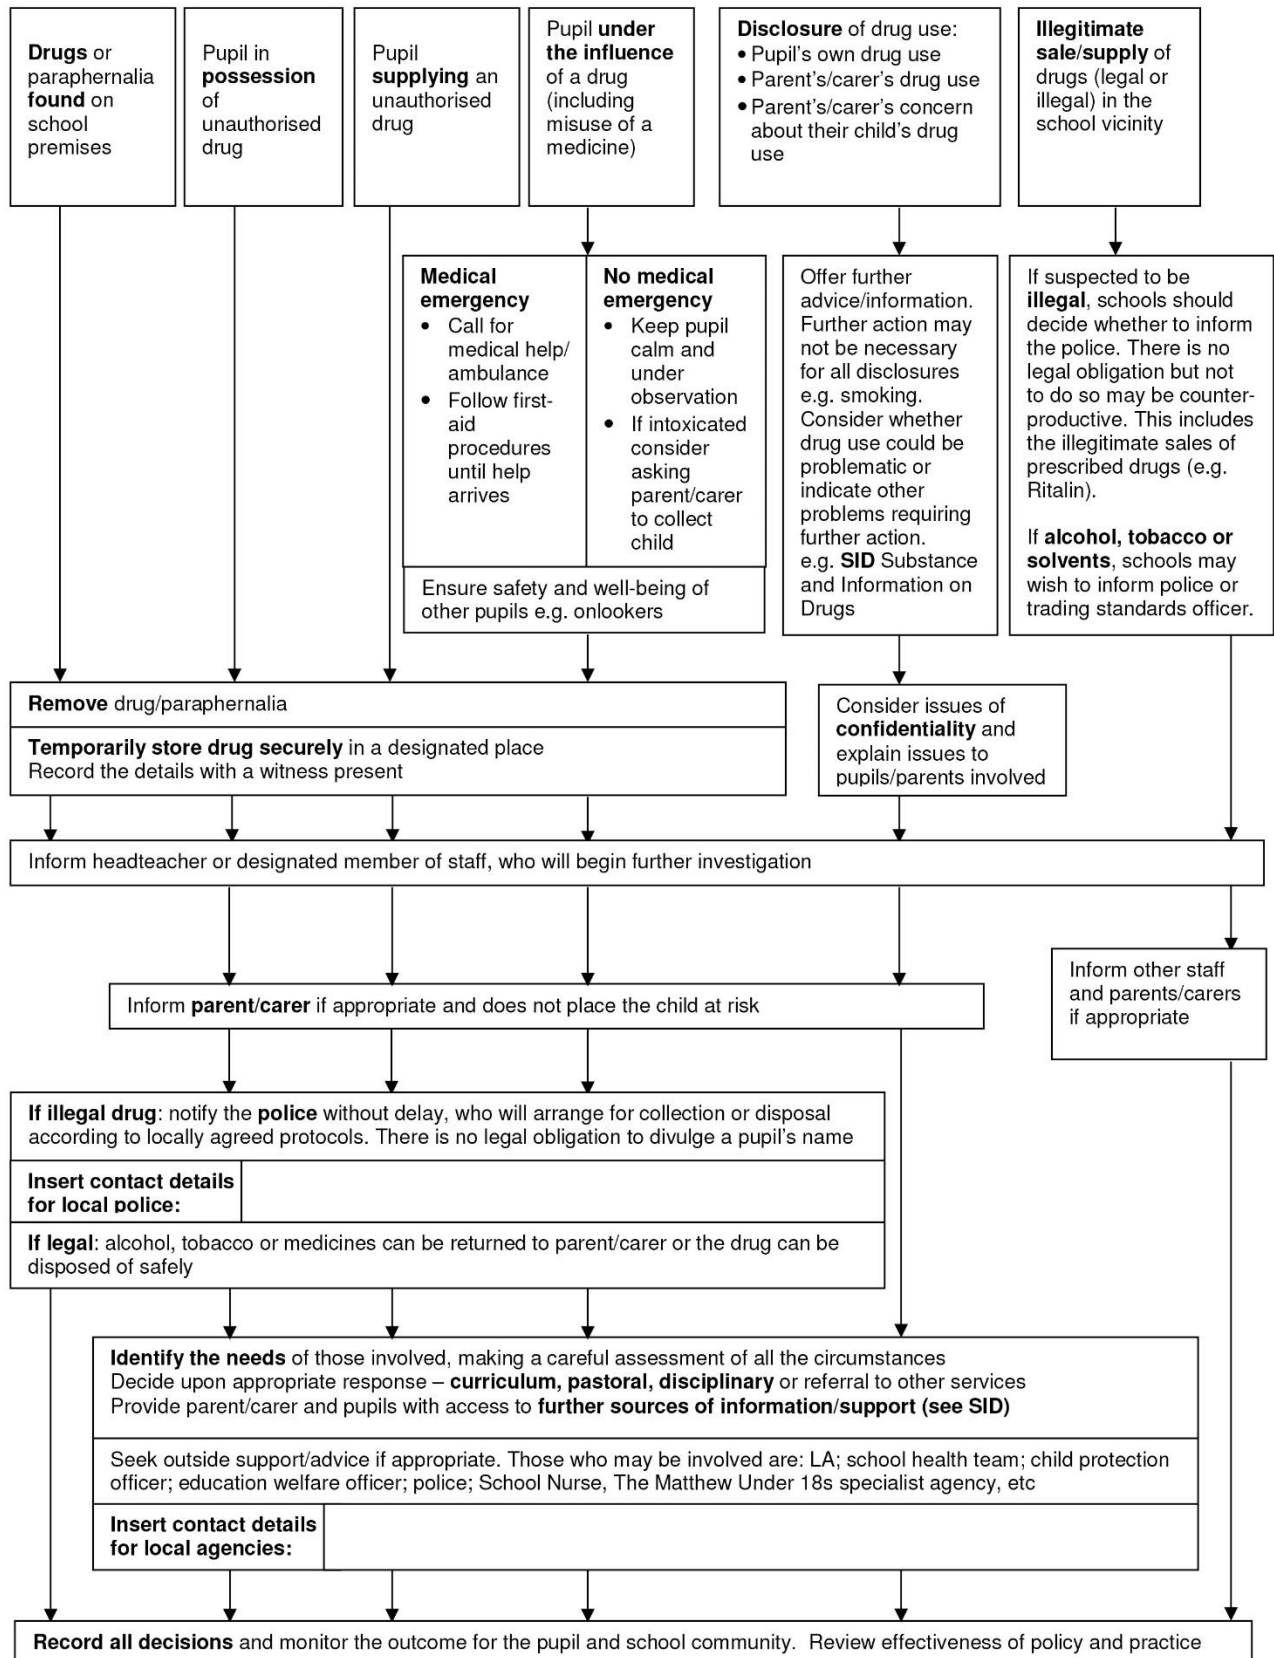 Drugs or
paraphernalia
found on
school
premises
Pupil in
possession
of
unauthorised
drug
Pupil
supplying an
unauthorised
drug
Pupil under
the influence
of a drug
(including
misuse of a
medicine)
Disclosure of drug use:
• Pupil's own drug use
• Parent's/carer's drug use
• Parent's/carer's concern
about their child's drug
use
Illegitimate
sale/supply of
drugs (legal or
illegal) in the
school vicinity
Medical
emergency
• Call for
medical help/
ambulance
• Follow first-
aid
procedures
until help
arrives
No medical
emergency
• Keep pupil
calm and
under
observation
• If intoxicated
consider
asking
parent/carer
to collect
child
Ensure safety and well-being of
other pupils e.g. onlookers
Offer further
advice/information.
Further action may
not be necessary
for all disclosures
e.g. smoking.
Consider whether
drug use could be
problematic or
indicate other
problems requiring
further action.
e.g. SID Substance
and Information on
Drugs
If suspected to be
illegal, schools should
decide whether to inform
the police. There is no
legal obligation but not
to do so may be counter-
productive. This includes
the illegitimate sales of
prescribed drugs (e.g.
Ritalin).
If alcohol, tobacco or
solvents, schools may
wish to inform police or
trading standards officer.
Remove drug/paraphernalia
Temporarily store drug securely in a designated place
Record the details with a witness present
Consider issues of
confidentiality and
explain issues to
pupils/parents involved
Inform headteacher or designated member of staff, who will begin further investigation
Inform parent/carer if appropriate and does not place the child at risk
Inform other staff
and parents/carers
if appropriate
If illegal drug: notify the police without delay, who will arrange for collection or disposal
according to locally agreed protocols. There is no legal obligation to divulge a pupil's name
Insert contact details
for local police:
If legal: alcohol, tobacco or medicines can be returned to parent/carer or the drug can be
disposed of safely
Identify the needs of those involved, making a careful assessment of all the circumstances
Decide upon appropriate response – curriculum, pastoral, disciplinary or referral to other services
Provide parent/carer and pupils with access to further sources of information/support (see SID)
Seek outside support/advice if appropriate. Those who may be involved are: LA; school health team; child protection
officer; education welfare officer; police; School Nurse, The Matthew Under 18s specialist agency, etc
Insert contact details
for local agencies:
Record all decisions and monitor the outcome for the pupil and school community. Review effectiveness of policy and practice